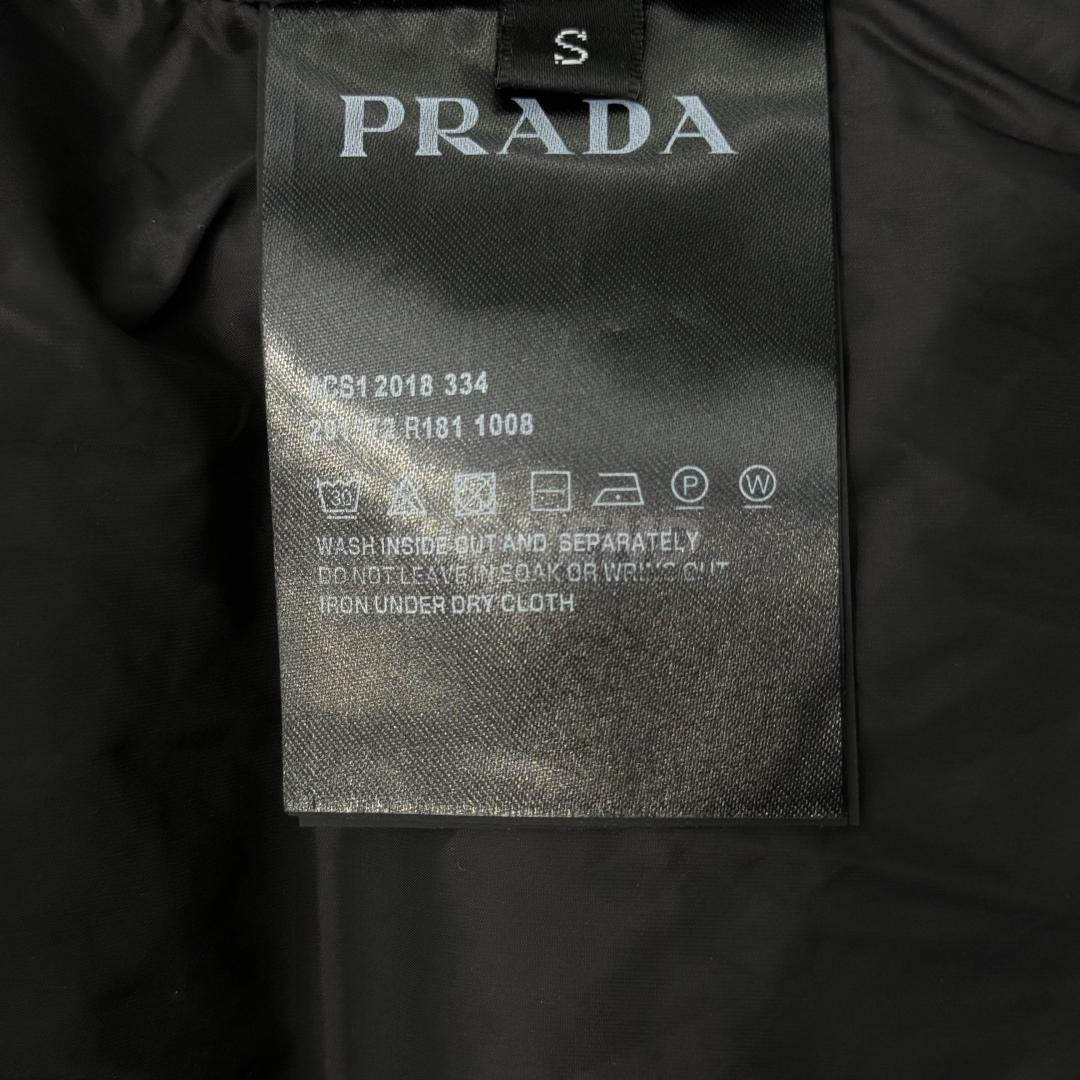 S
PRADA
2018 334
R181 1008
30
P
W
WASH INSIDE OUT AND SEPARATELY
DO NOT LEAVE IN SOAK OR WRING OUT
IRON UNDER DRY CLOTH